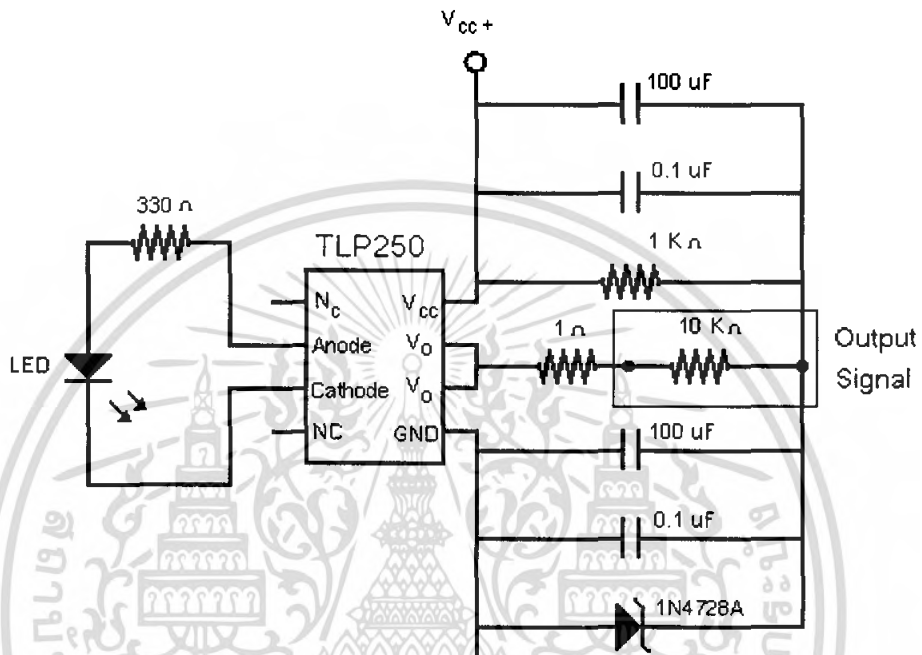 Vcc+
100 uF
0.1 uF
330 Ω
TLP250
1 KΩ
Nc
Vcc
1 Ω
10 KΩ
Output
Signal
Anode
Vo
LED
Cathode
Vo
NC
GND
100 uF
0.1 uF
1N4728A